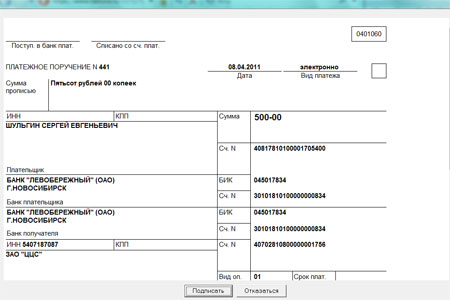 0401060
Поступ. в банк плат. Списано со сч. плат.
ПЛАТЕЖНОЕ ПОРУЧЕНИЕ N 441 08.04.2011 электронно
Дата Вид платежа
Сумма прописью Пятьсот рублей 00 копеек
ИНН КПП Сумма 500-00
ШУЛЬГИН СЕРГЕЙ ЕВГЕНЬЕВИЧ
Сч. N 40817810100001705400
Плательщик
БАНК "ЛЕВОБЕРЕЖНЫЙ" (ОАО) БИК 045017834
Г.НОВОСИБИРСК
Сч. N 30101810100000000834
Банк плательщика
БАНК "ЛЕВОБЕРЕЖНЫЙ" (ОАО) БИК 045017834
Г.НОВОСИБИРСК
Сч. N 30101810100000000834
Банк получателя
ИНН 5407187087 КПП Сч. N 40702810800000001756
ЗАО "ЦЦС"
Вид оп. 01 Срок плат.
Подписать Отказаться